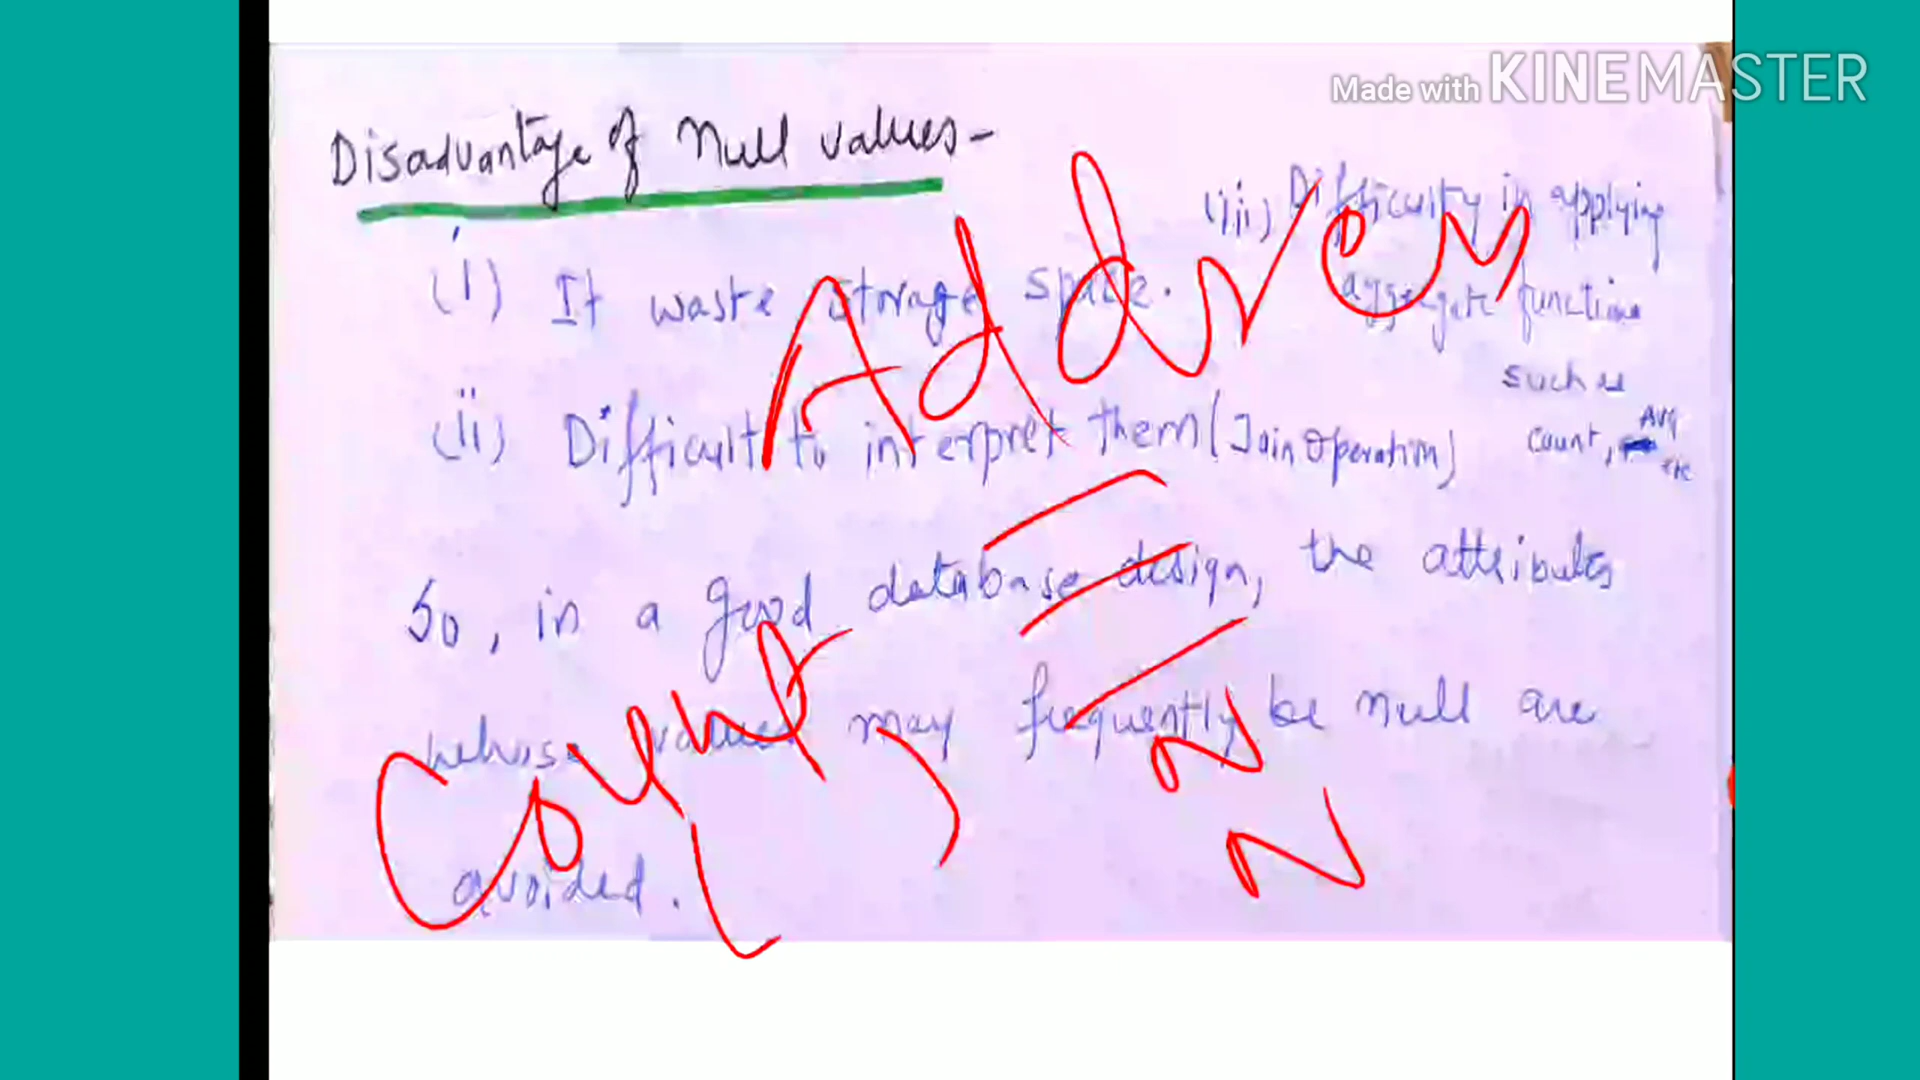 Made with KINEMASTER
Disadvantage of Null values-
(i) It waste storage space.
(ii) Difficult to interpret them (Join Operation)
(iii) Difficulty in applying
aggregate functions
such as
count, Avg
etc
So, in a good database design, the attributes
whose values may frequently be null are
avoided.
Address
Count ( )
N
N